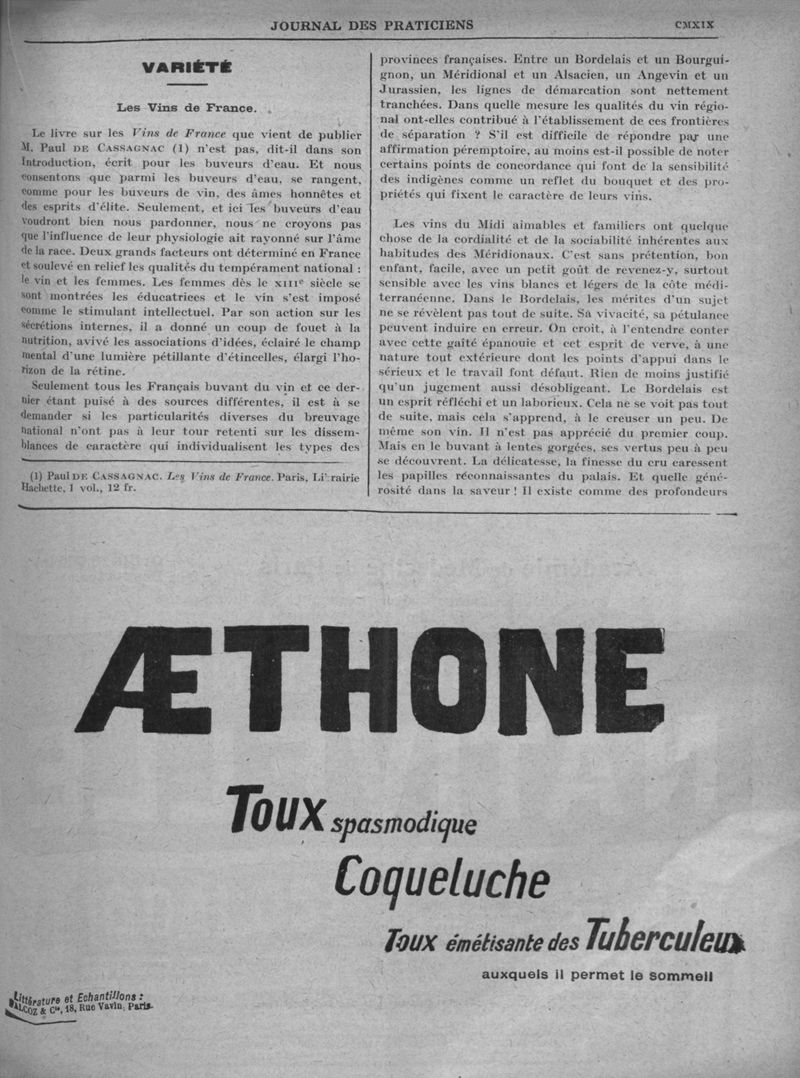 JOURNAL DES PRATICIENS CMXIX
VARIÉTÉ
Les Vins de France.
Le livre sur les Vins de France que vient de publier
M. Paul DE CASSAGNAC (1) n'est pas, dit-il dans son
Introduction, écrit pour les buveurs d'eau. Et nous
consentons que parmi les buveurs d'eau, se rangent,
comme pour les buveurs de vin, des âmes honnêtes et
des esprits d'élite. Seulement, et ici les buveurs d'eau
voudront bien nous pardonner, nous ne croyons pas
que l'influence de leur physiologie ait rayonné sur l'âme
de la race. Deux grands facteurs ont déterminé en France
et soulevé en relief les qualités du tempérament national :
le vin et les femmes. Les femmes dès le XIIIe siècle se
sont montrées les éducatrices et le vin s'est imposé
comme le stimulant intellectuel. Par son action sur les
sécrétions internes, il a donné un coup de fouet à la
nutrition, avivé les associations d'idées, éclairé le champ
mental d'une lumière pétillante d'étincelles, élargi l'ho-
rizon de la rétine.
Seulement tous les Français buvant du vin et ce der-
nier étant puisé à des sources différentes, il est à se
demander si les particularités diverses du breuvage
national n'ont pas à leur tour retenti sur les dissem-
blances de caractère qui individualisent les types des
(1) Paul DE CASSAGNAC. Les Vins de France. Paris, Librairie
Hachette, 1 vol., 12 fr.
provinces françaises. Entre un Bordelais et un Bourgui-
gnon, un Méridional et un Alsacien, un Angevin et un
Jurassien, les lignes de démarcation sont nettement
tranchées. Dans quelle mesure les qualités du vin régio-
nal ont-elles contribué à l'établissement de ces frontières
de séparation ? S'il est difficile de répondre par une
affirmation péremptoire, au moins est-il possible de noter
certains points de concordance qui font de la sensibilité
des indigènes comme un reflet du bouquet et des pro-
priétés qui fixent le caractère de leurs vins.
Les vins du Midi aimables et familiers ont quelque
chose de la cordialité et de la sociabilité inhérentes aux
habitudes des Méridionaux. C'est sans prétention, bon
enfant, facile, avec un petit goût de revenez-y, surtout
sensible avec les vins blancs et légers de la côte médi-
terranéenne. Dans le Bordelais, les mérites d'un sujet
ne se révèlent pas tout de suite. Sa vivacité, sa pétulance
peuvent induire en erreur. On croit, à l'entendre conter
avec cette gaîté épanouie et cet esprit de verve, à une
nature tout extérieure dont les points d'appui dans le
sérieux et le travail font défaut. Rien de moins justifié
qu'un jugement aussi désobligeant. Le Bordelais est
un esprit réfléchi et un laborieux. Cela ne se voit pas tout
de suite, mais cela s'apprend, à le creuser un peu. De
même son vin. Il n'est pas apprécié du premier coup.
Mais en le buvant à lentes gorgées, ses vertus peu à peu
se découvrent. La délicatesse, la finesse du cru caressent
les papilles réconnaissantes du palais. Et quelle géné-
rosité dans la saveur ! Il existe comme des profondeurs
ÆTHONE
Toux spasmodique
Coqueluche
Toux émétisante des Tuberculeux
auxquels il permet le sommeil
Littérature et Echantillons :
FALCOZ & Cie, 18, Rue Vavin, Paris.